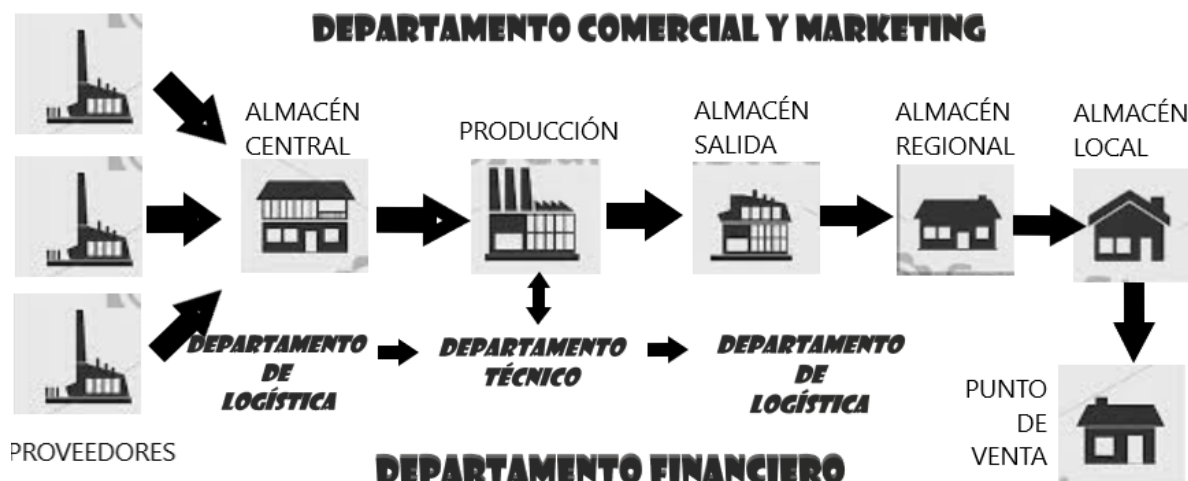 DEPARTAMENTO COMERCIAL Y MARKETING
ALMACÉN
CENTRAL
PRODUCCIÓN
ALMACÉN
SALIDA
ALMACÉN
REGIONAL
ALMACÉN
LOCAL
DEPARTAMENTO
DE
LOGÍSTICA
DEPARTAMENTO
TÉCNICO
DEPARTAMENTO
DE
LOGÍSTICA
PUNTO
DE
VENTA
PROVEEDORES
DEPARTAMENTO FINANCIERO